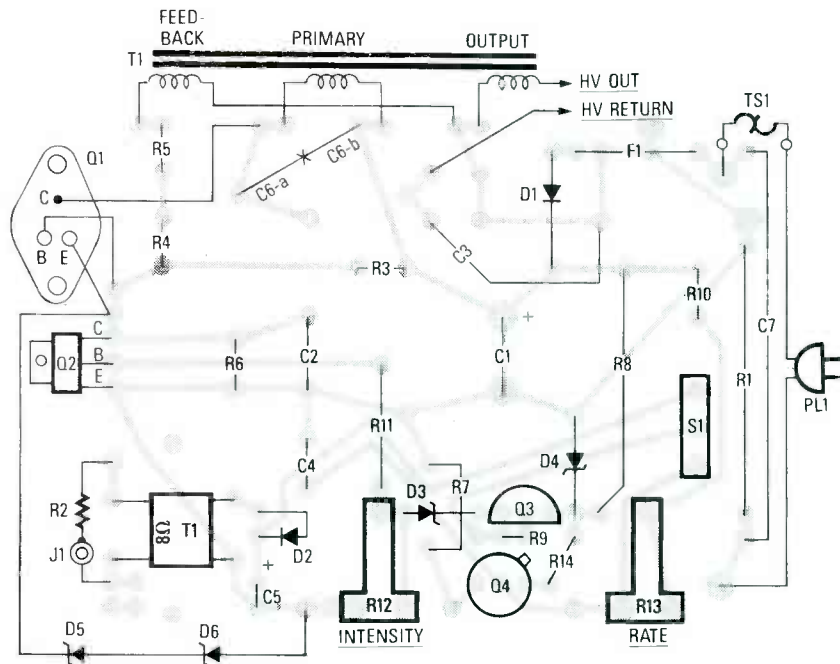 FEED-
BACK
PRIMARY
OUTPUT
T1
HV OUT
HV RETURN
TS1
R5
Q1
C
B
E
C6-a
C6-b
F1
D1
R4
R3
C3
R10
C7
+
C
B
E
Q2
R6
C2
C1
R8
R1
PL1
S1
R11
C4
D4
R7
D3
Q3
R2
8Ω
T1
D2
R9
R14
J1
+
C5
Q4
R12
R13
D5
D6
INTENSITY
RATE